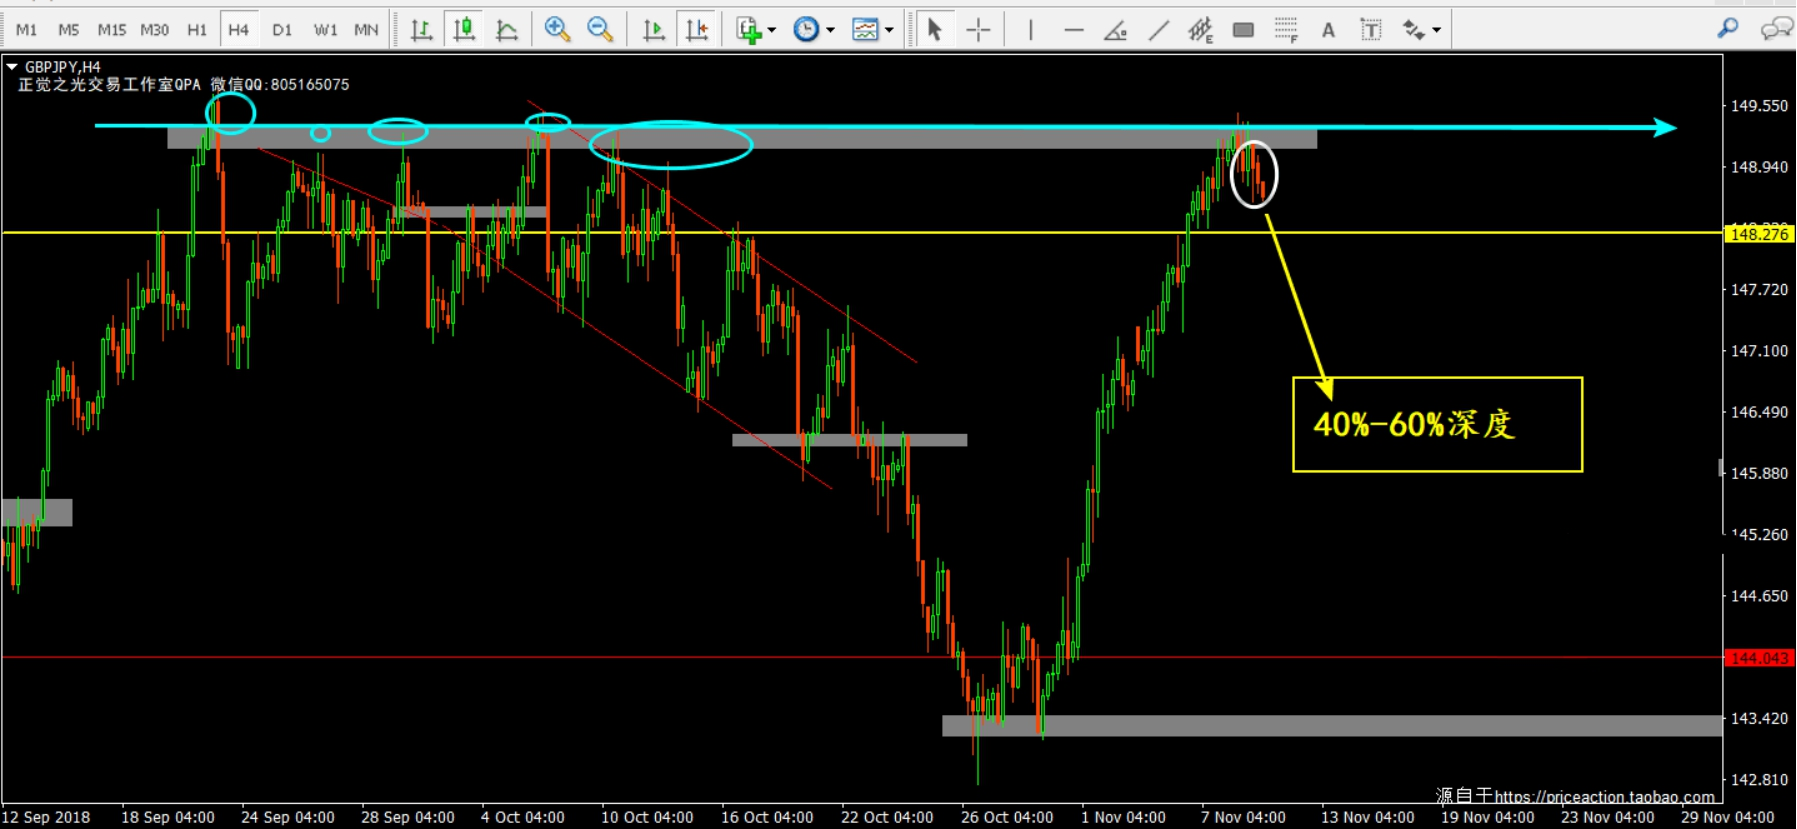 M1 M5 M15 M30 H1 H4 D1 W1 MN E F A T
GBPJPY,H4
正觉之光交易工作室QPA 微信QQ:805165075
149.550
148.940
148.276
147.720
147.100
40%-60%深度
146.490
145.880
145.260
144.650
144.043
143.420
142.810
源自于https://priceaction.taobao.com
12 Sep 2018 18 Sep 04:00 24 Sep 04:00 28 Sep 04:00 4 Oct 04:00 10 Oct 04:00 16 Oct 04:00 22 Oct 04:00 26 Oct 04:00 1 Nov 04:00 7 Nov 04:00 13 Nov 04:00 19 Nov 04:00 23 Nov 04:00 29 Nov 04:00